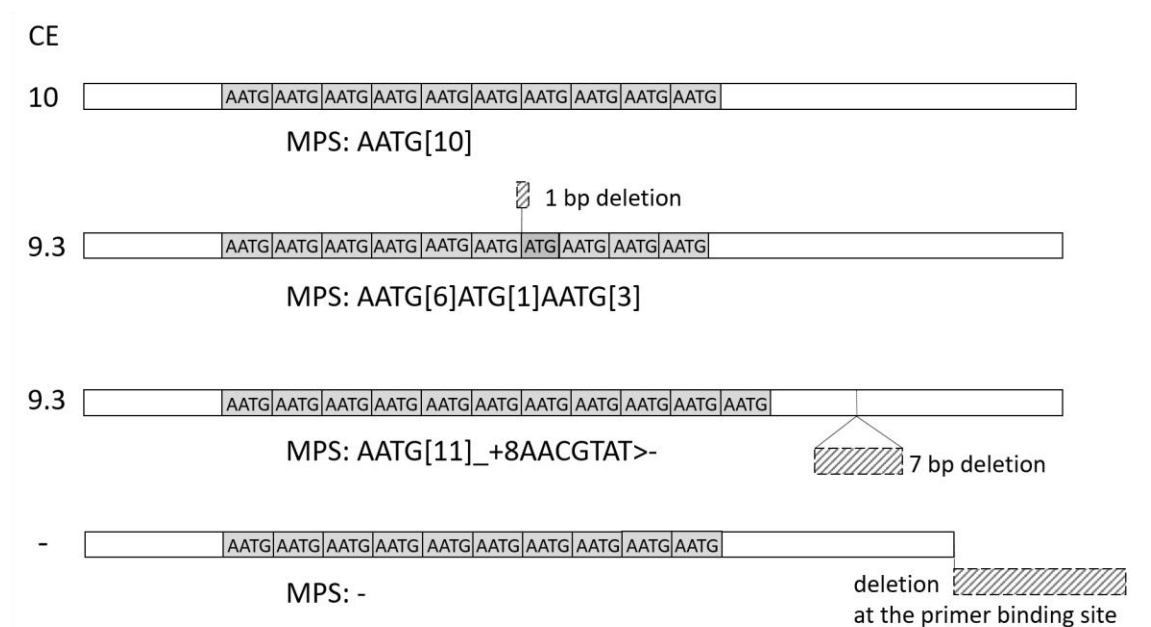 CE
10 AATG AATG AATG AATG AATG AATG AATG AATG AATG AATG
MPS: AATG[10]
1 bp deletion
9.3 AATG AATG AATG AATG AATG AATG ATG AATG AATG AATG
MPS: AATG[6]ATG[1]AATG[3]
9.3 AATG AATG AATG AATG AATG AATG AATG AATG AATG AATG AATG
MPS: AATG[11]_+8AACGTAT>-
7 bp deletion
- AATG AATG AATG AATG AATG AATG AATG AATG AATG AATG
MPS: -
deletion
at the primer binding site